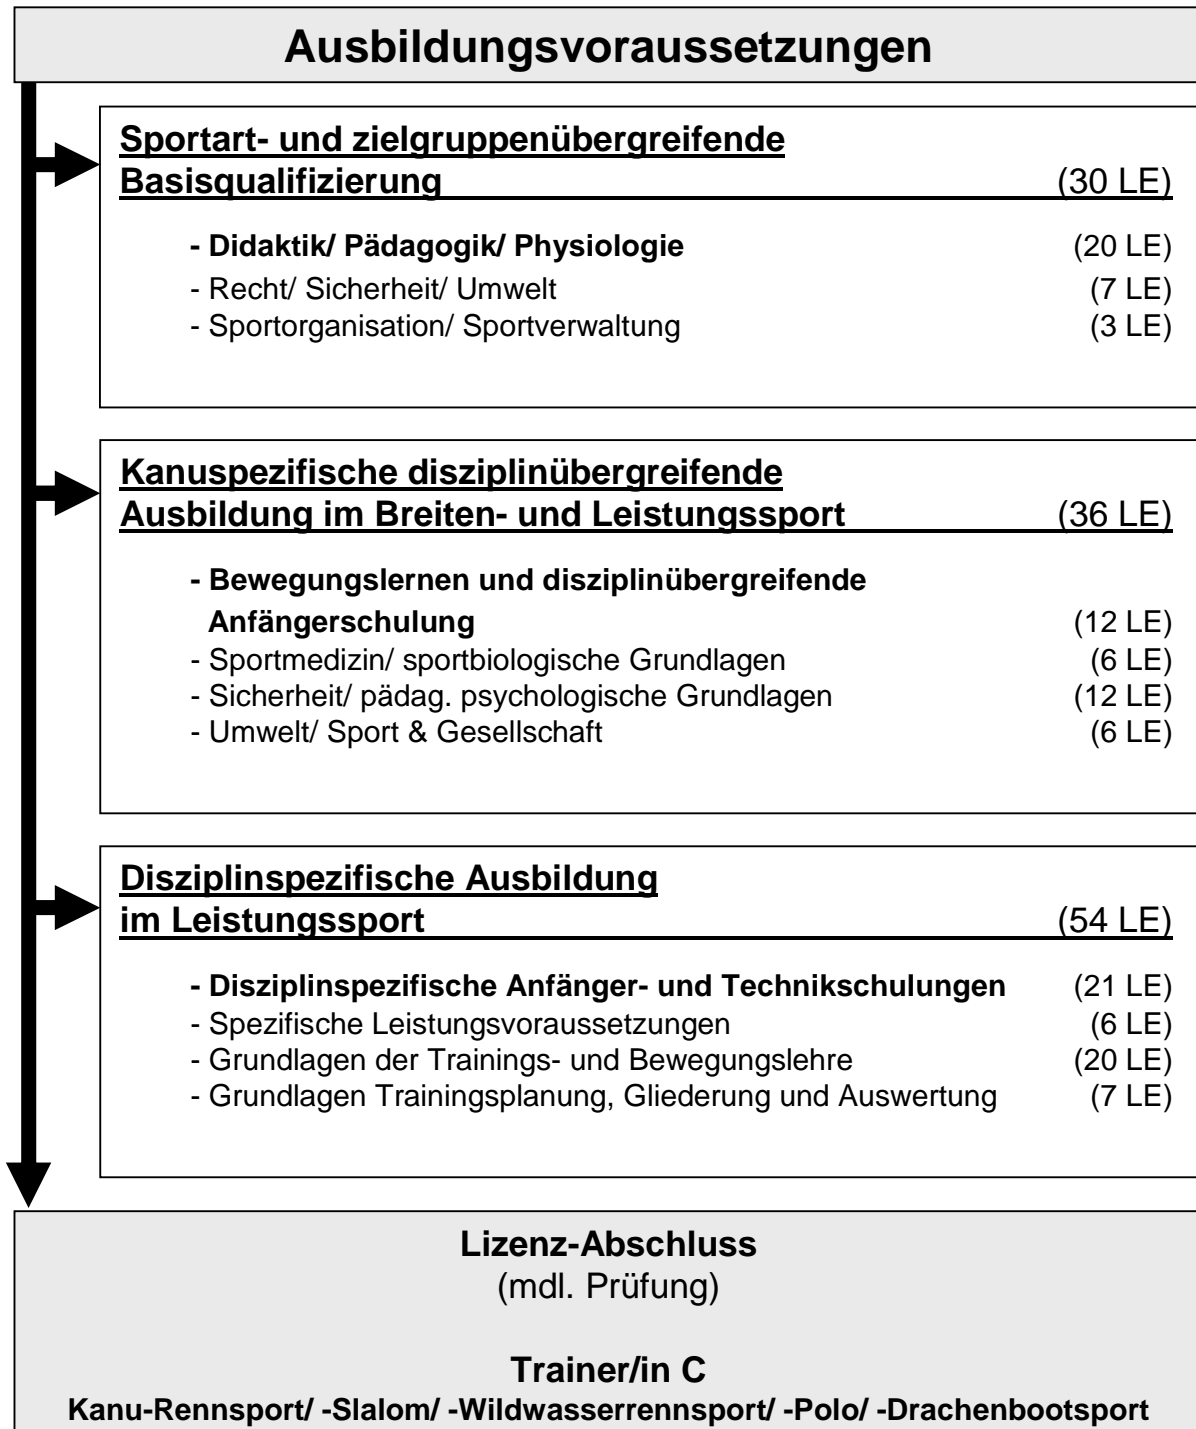 Ausbildungsvoraussetzungen
Sportart- und zielgruppenübergreifende
Basisqualifizierung (30 LE)
- Didaktik/ Pädagogik/ Physiologie (20 LE)
- Recht/ Sicherheit/ Umwelt (7 LE)
- Sportorganisation/ Sportverwaltung (3 LE)
Kanuspezifische disziplinübergreifende
Ausbildung im Breiten- und Leistungssport (36 LE)
- Bewegungslernen und disziplinübergreifende
Anfängerschulung (12 LE)
- Sportmedizin/ sportbiologische Grundlagen (6 LE)
- Sicherheit/ pädag. psychologische Grundlagen (12 LE)
- Umwelt/ Sport & Gesellschaft (6 LE)
Disziplinspezifische Ausbildung
im Leistungssport (54 LE)
- Disziplinspezifische Anfänger- und Technikschulungen (21 LE)
- Spezifische Leistungsvoraussetzungen (6 LE)
- Grundlagen der Trainings- und Bewegungslehre (20 LE)
- Grundlagen Trainingsplanung, Gliederung und Auswertung (7 LE)
Lizenz-Abschluss
(mdl. Prüfung)
Trainer/in C
Kanu-Rennsport/ -Slalom/ -Wildwasserrennsport/ -Polo/ -Drachenbootsport